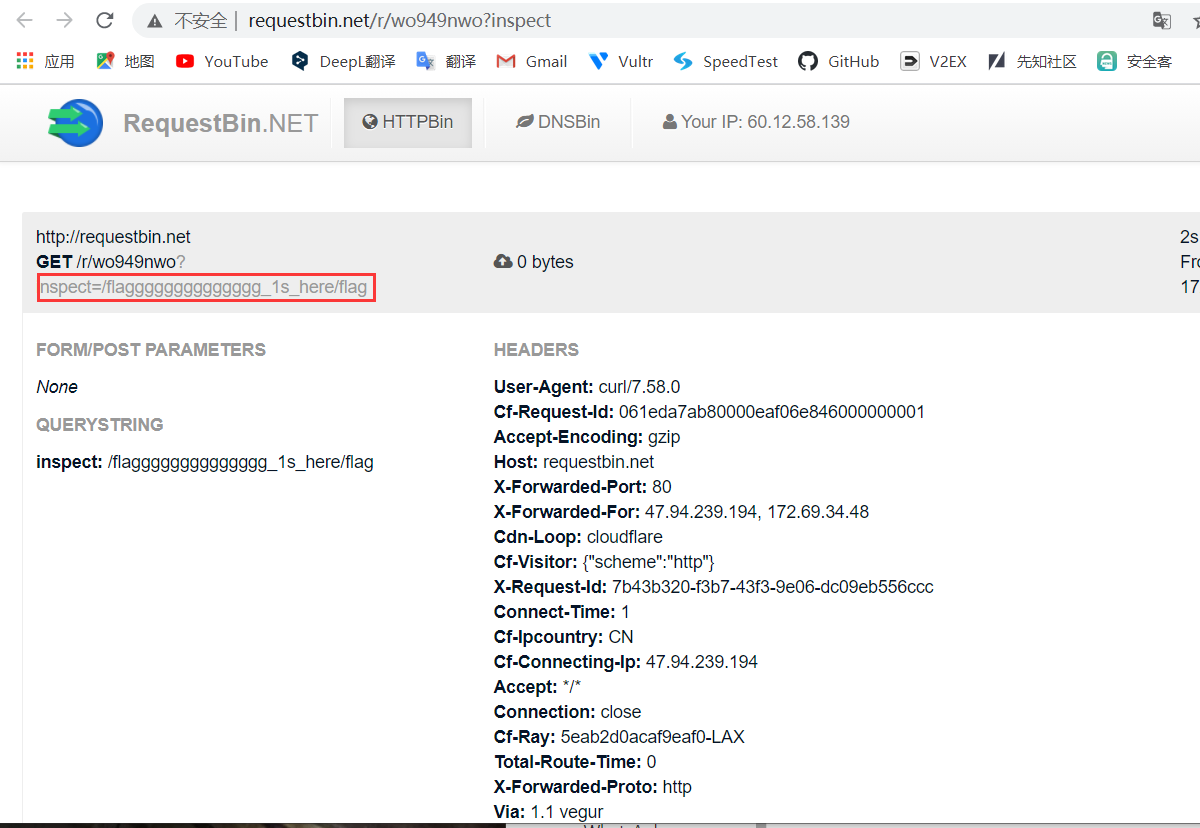 不安全 | requestbin.net/r/wo949nwo?inspect
应用 地图 YouTube DeepL翻译 翻译 Gmail Vultr SpeedTest GitHub V2EX 先知社区 安全客
RequestBin.NET HTTPBin DNSBin Your IP: 60.12.58.139
http://requestbin.net 2s
GET /r/wo949nwo? 0 bytes Fro
nspect=/flagggggggggggggg_1s_here/flag 17
FORM/POST PARAMETERS HEADERS
None User-Agent: curl/7.58.0
Cf-Request-Id: 061eda7ab80000eaf06e846000000001
QUERYSTRING
Accept-Encoding: gzip
inspect: /flagggggggggggggg_1s_here/flag Host: requestbin.net
X-Forwarded-Port: 80
X-Forwarded-For: 47.94.239.194, 172.69.34.48
Cdn-Loop: cloudflare
Cf-Visitor: {"scheme":"http"}
X-Request-Id: 7b43b320-f3b7-43f3-9e06-dc09eb556ccc
Connect-Time: 1
Cf-Ipcountry: CN
Cf-Connecting-Ip: 47.94.239.194
Accept: */*
Connection: close
Cf-Ray: 5eab2d0acaf9eaf0-LAX
Total-Route-Time: 0
X-Forwarded-Proto: http
Via: 1.1 vegur